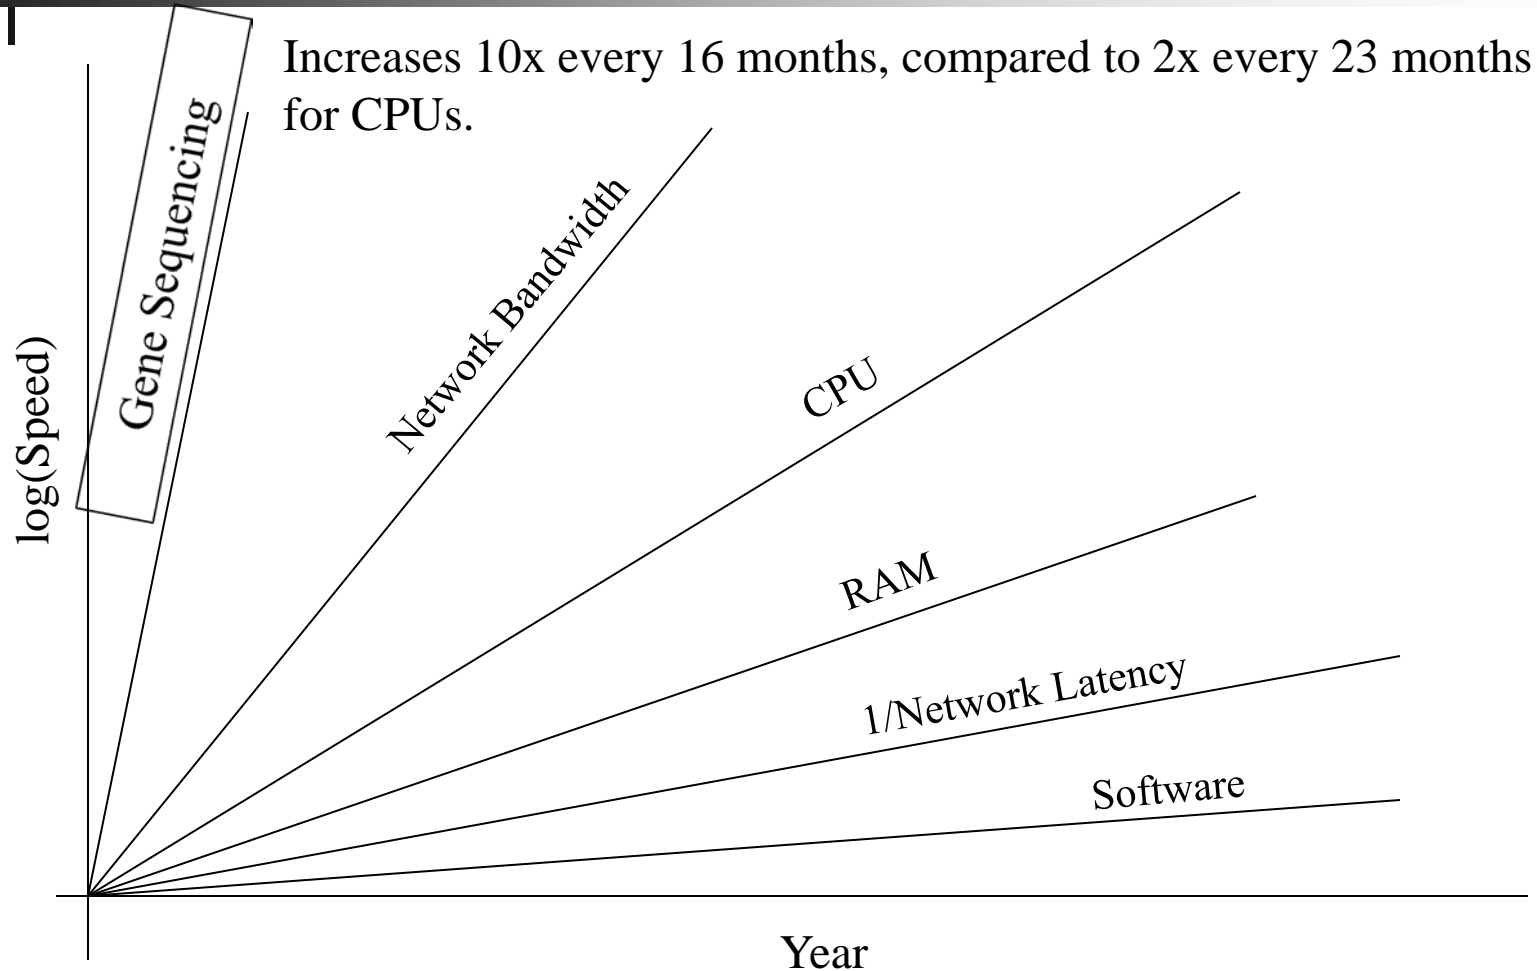 Increases 10x every 16 months, compared to 2x every 23 months
for CPUs.
Gene Sequencing
Network Bandwidth
CPU
log(Speed)
RAM
1/Network Latency
Software
Year